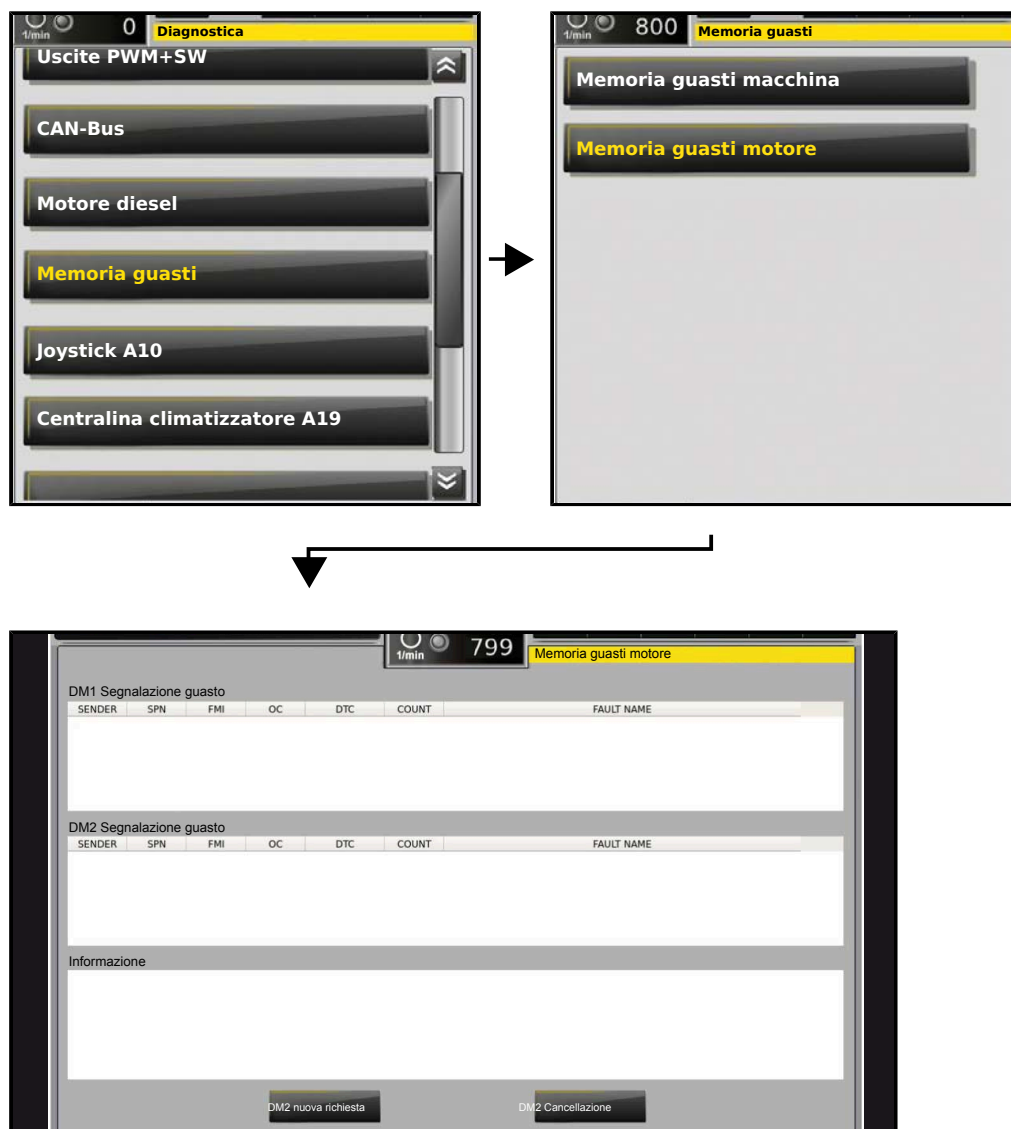 1/min 0 Diagnostica
Uscite PWM+SW
CAN-Bus
Motore diesel
Memoria guasti
Joystick A10
Centralina climatizzatore A19
1/min 800 Memoria guasti
Memoria guasti macchina
Memoria guasti motore
1/min 799 Memoria guasti motore
DM1 Segnalazione guasto
SENDER SPN FMI OC DTC COUNT FAULT NAME
DM2 Segnalazione guasto
SENDER SPN FMI OC DTC COUNT FAULT NAME
Informazione
DM2 nuova richiesta DM2 Cancellazione